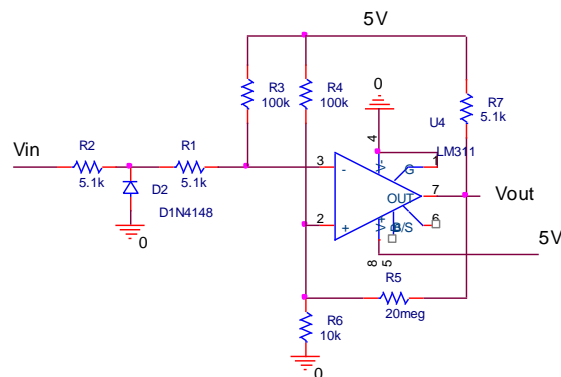 5V
0
R3
100k
R4
100k
R7
5.1k
4
U4
LM311
Vin
R2
5.1k
R1
5.1k
3
-
V-
G
1
D2
D1N4148
0
OUT
7
Vout
2
+
V+
B/S
6
8
5
5V
R5
20meg
R6
10k
0